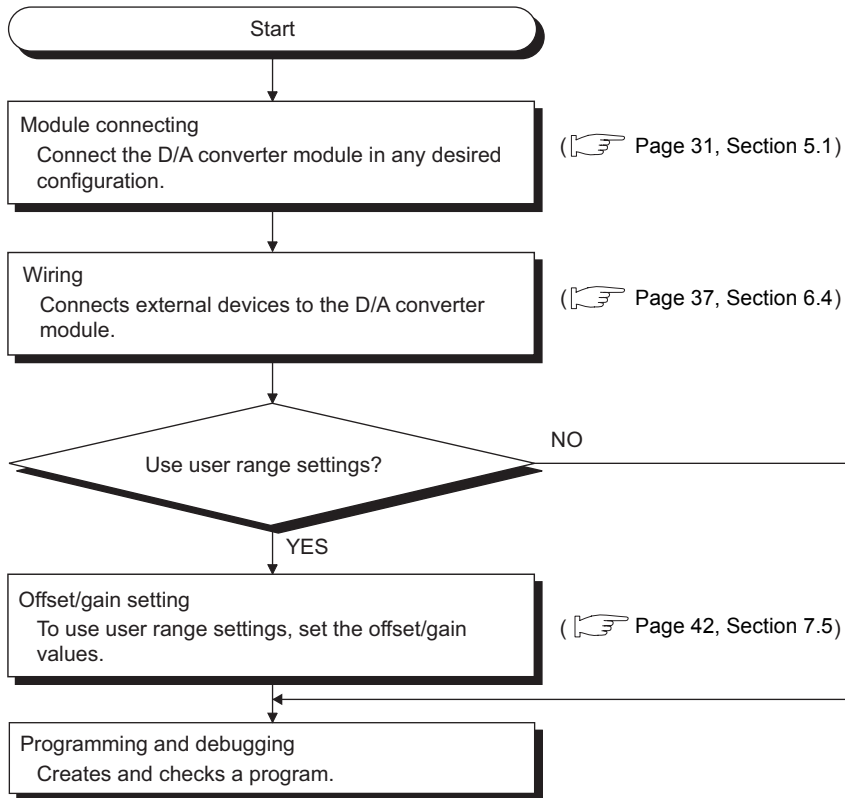 Start
Module connecting
Connect the D/A converter module in any desired
configuration.
( Page 31, Section 5.1)
Wiring
Connects external devices to the D/A converter
module.
( Page 37, Section 6.4)
Use user range settings?
NO
YES
Offset/gain setting
To use user range settings, set the offset/gain
values.
( Page 42, Section 7.5)
Programming and debugging
Creates and checks a program.